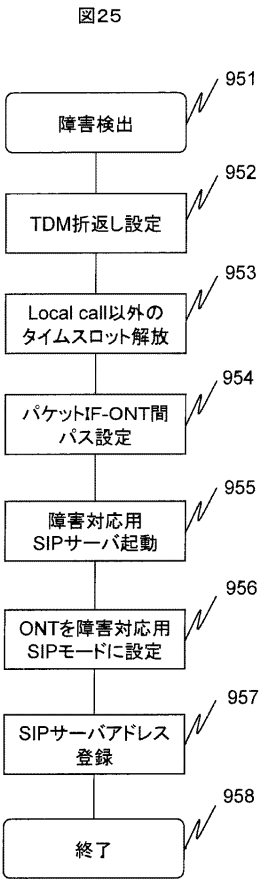 図25
951
障害検出
952
TDM折返し設定
953
Local call以外の
タイムスロット解放
954
パケットIF-ONT間
パス設定
955
障害対応用
SIPサーバ起動
956
ONTを障害対応用
SIPモードに設定
957
SIPサーバアドレス
登録
958
終了